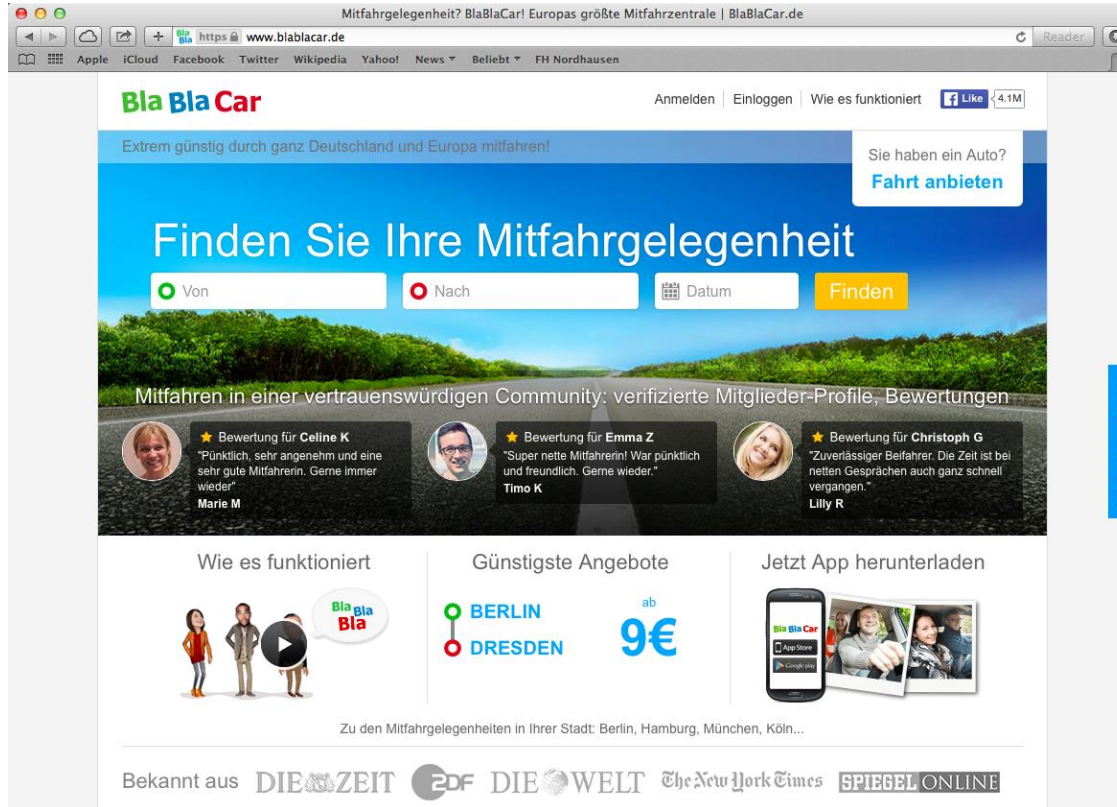 Mitfahrgelegenheit? BlaBlaCar! Europas größte Mitfahrzentrale | BlaBlaCar.de
Bla Bla https www.blablacar.de Reader
Apple iCloud Facebook Twitter Wikipedia Yahoo! News Beliebt FH Nordhausen
Bla Bla Car Anmelden Einloggen Wie es funktioniert f Like 4.1M
Extrem günstig durch ganz Deutschland und Europa mitfahren!
Sie haben ein Auto?
Fahrt anbieten
Finden Sie Ihre Mitfahrgelegenheit
Von Nach Datum Finden
Mitfahren in einer vertrauenswürdigen Community: verifizierte Mitglieder-Profile, Bewertungen
Bewertung für Celine K
"Pünktlich, sehr angenehm und eine
sehr gute Mitfahrerin. Gerne immer
wieder"
Marie M
Bewertung für Emma Z
"Super nette Mitfahrerin! War pünktlich
und freundlich. Gerne wieder."
Timo K
Bewertung für Christoph G
"Zuverlässiger Beifahrer. Die Zeit ist bei
netten Gesprächen auch ganz schnell
vergangen."
Lilly R
Wie es funktioniert
Bla Bla
Bla
Günstigste Angebote
BERLIN
DRESDEN
ab
9€
Jetzt App herunterladen
Bla Bla Car
App Store
Google play
Zu den Mitfahrgelegenheiten in Ihrer Stadt: Berlin, Hamburg, München, Köln...
Bekannt aus DIE ZEIT ZDF DIE WELT The New York Times SPIEGEL ONLINE